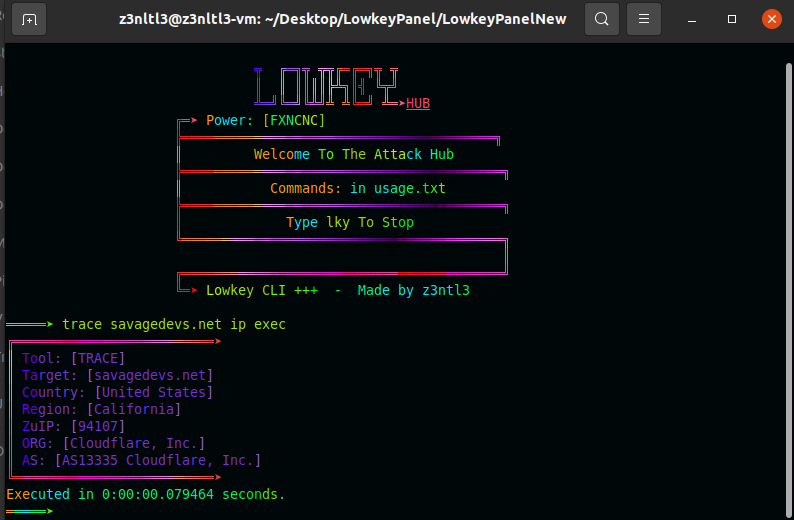 z3nltl3@z3nltl3-vm: ~/Desktop/LowkeyPanel/LowkeyPanelNew
LOWKEY
HUB
Power: [FXNCNC]
Welcome To The Attack Hub
Commands: in usage.txt
Type lky To Stop
Lowkey CLI +++ - Made by z3ntl3
trace savagedevs.net ip exec
Tool: [TRACE]
Target: [savagedevs.net]
Country: [United States]
Region: [California]
ZuIP: [94107]
ORG: [Cloudflare, Inc.]
AS: [AS13335 Cloudflare, Inc.]
Executed in 0:00:00.079464 seconds.